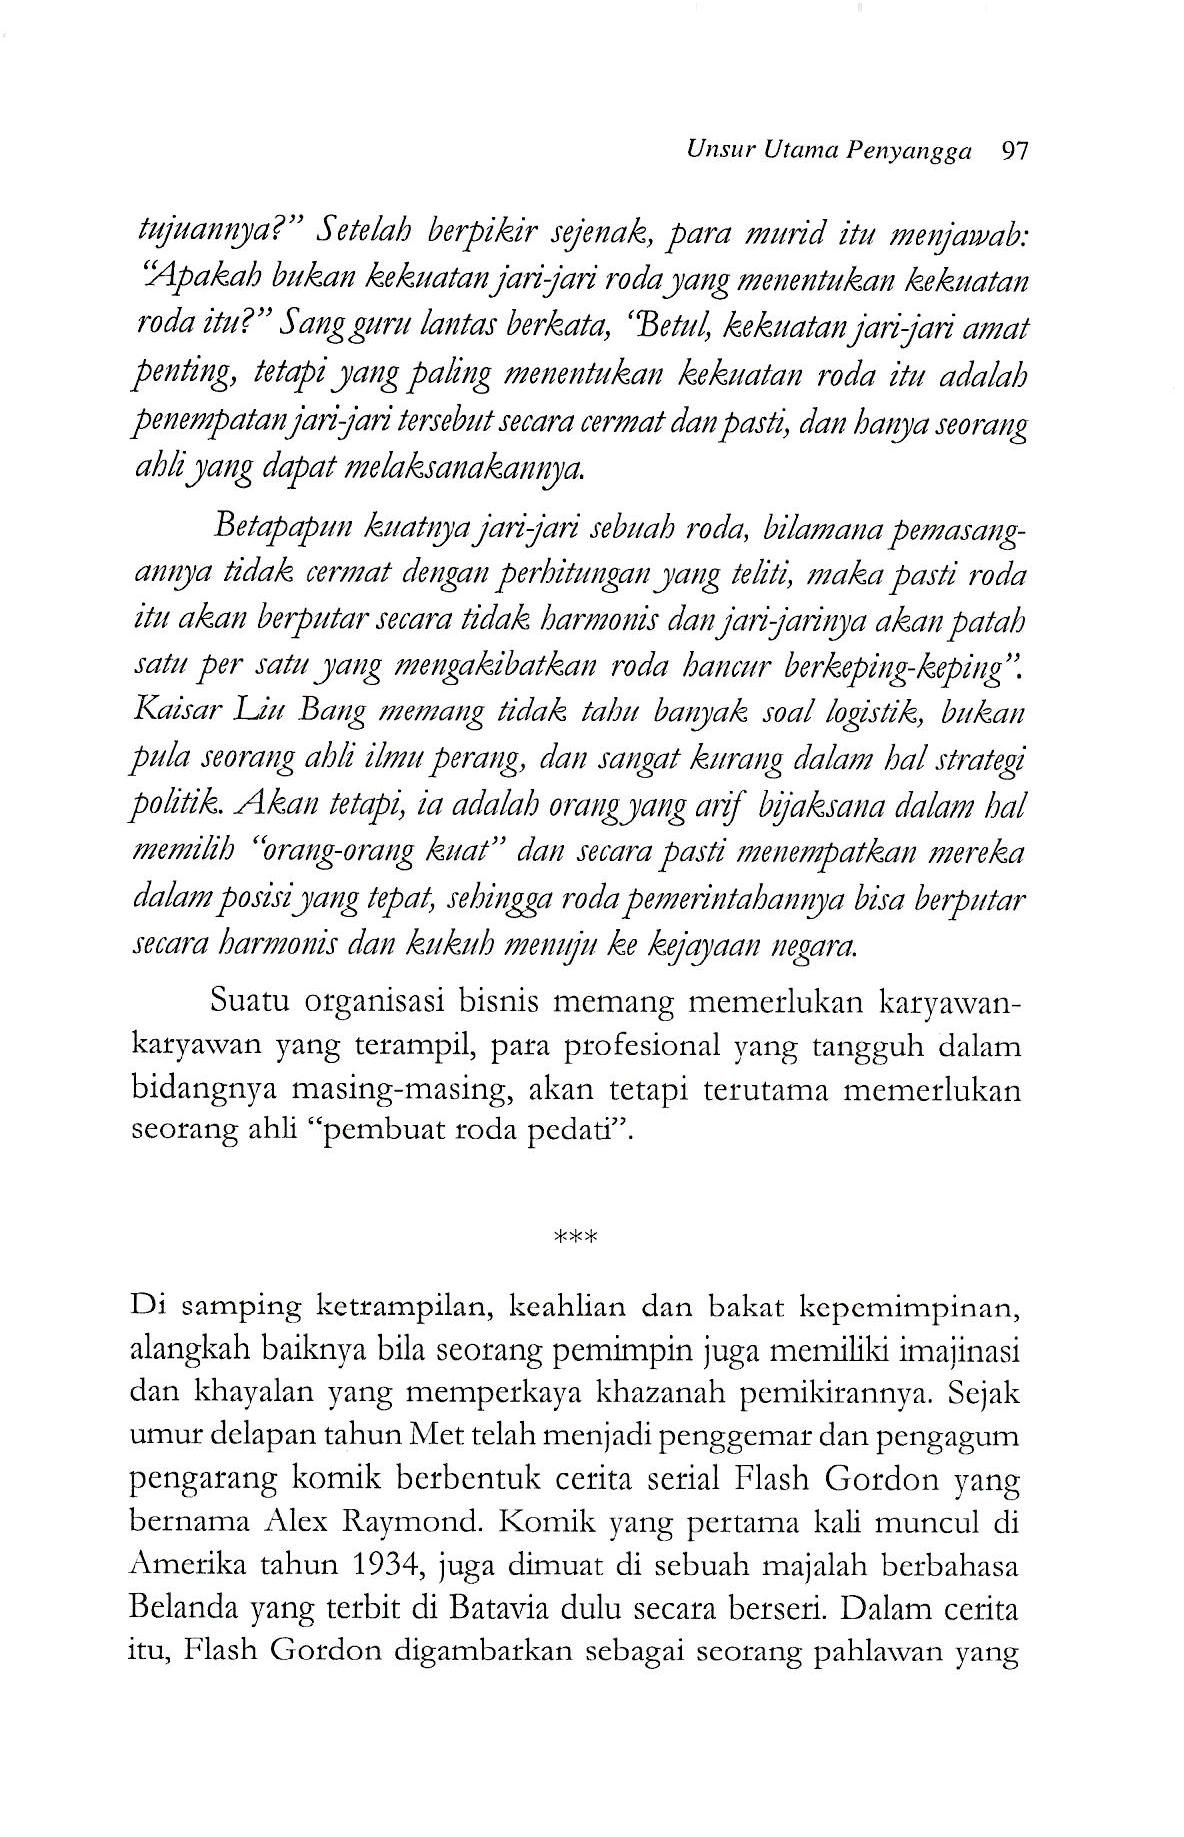 Unsur Utama Penyangga 97
tujuannya?” Setelah berpikir sejenak, para murid itu menjawab:
“Apakah bukan kekuatan jari-jari roda yang menentukan kekuatan
roda itu?” Sang guru lantas berkata, “Betul, kekuatan jari-jari amat
penting, tetapi yang paling menentukan kekuatan roda itu adalah
penempatan jari-jari tersebut secara cermat dan pasti, dan hanya seorang
ahli yang dapat melaksanakannya.
Betapapun kuatnya jari-jari sebuah roda, bilamana pemasang-
annya tidak cermat dengan perhitungan yang teliti, maka pasti roda
itu akan berputar secara tidak harmonis dan jari-jarinya akan patah
satu per satu yang mengakibatkan roda hancur berkeping-keping”.
Kaisar Liu Bang memang tidak tahu banyak soal logistik, bukan
pula seorang ahli ilmu perang, dan sangat kurang dalam hal strategi
politik. Akan tetapi, ia adalah orang yang arif bijaksana dalam hal
memilih “orang-orang kuat” dan secara pasti menempatkan mereka
dalam posisi yang tepat, sehingga roda pemerintahannya bisa berputar
secara harmonis dan kukuh menuju ke kejayaan negara.
Suatu organisasi bisnis memang memerlukan karyawan-
karyawan yang terampil, para profesional yang tangguh dalam
bidangnya masing-masing, akan tetapi terutama memerlukan
seorang ahli “pembuat roda pedati”.
***
Di samping ketrampilan, keahlian dan bakat kepemimpinan,
alangkah baiknya bila seorang pemimpin juga memiliki imajinasi
dan khayalan yang memperkaya khazanah pemikirannya. Sejak
umur delapan tahun Met telah menjadi penggemar dan pengagum
pengarang komik berbentuk cerita serial Flash Gordon yang
bernama Alex Raymond. Komik yang pertama kali muncul di
Amerika tahun 1934, juga dimuat di sebuah majalah berbahasa
Belanda yang terbit di Batavia dulu secara berseri. Dalam cerita
itu, Flash Gordon digambarkan sebagai seorang pahlawan yang